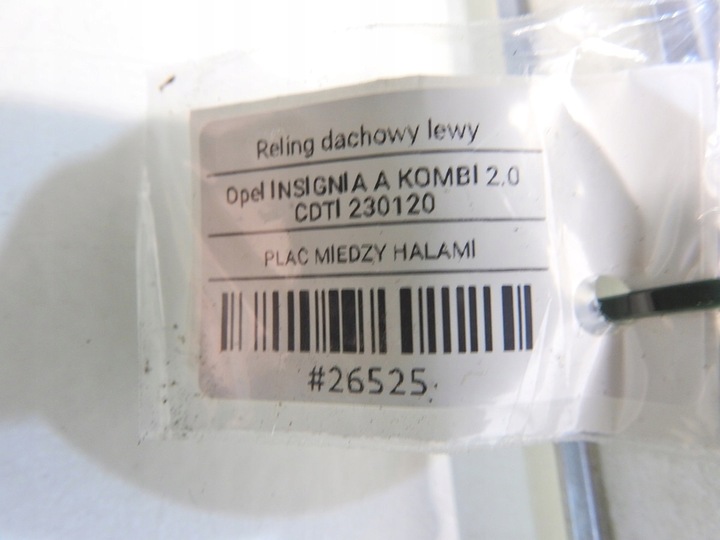 Reling dachowy lewy
Opel INSIGNIA A KOMBI 2.0
CDTI 230120
PLAC MIEDZY HALAMI
#26525